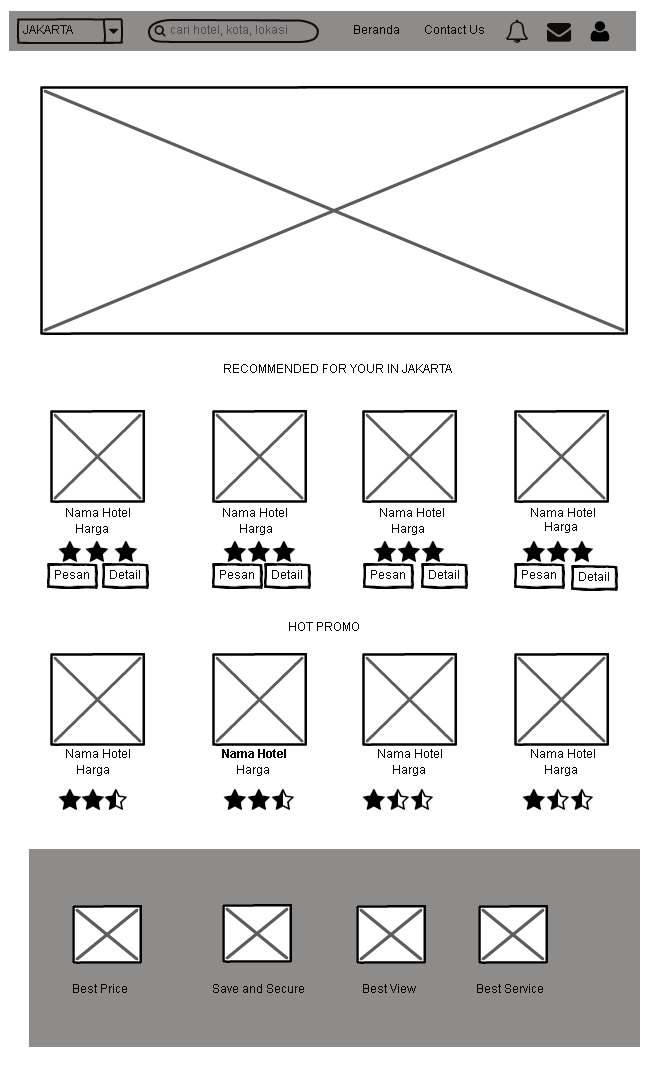 JAKARTA
cari hotel, kota, lokasi
Beranda
Contact Us
RECOMMENDED FOR YOUR IN JAKARTA
Nama Hotel
Harga
Pesan
Detail
Nama Hotel
Harga
Pesan
Detail
Nama Hotel
Harga
Pesan
Detail
Nama Hotel
Harga
Pesan
Detail
HOT PROMO
Nama Hotel
Harga
Nama Hotel
Harga
Nama Hotel
Harga
Nama Hotel
Harga
Best Price
Save and Secure
Best View
Best Service